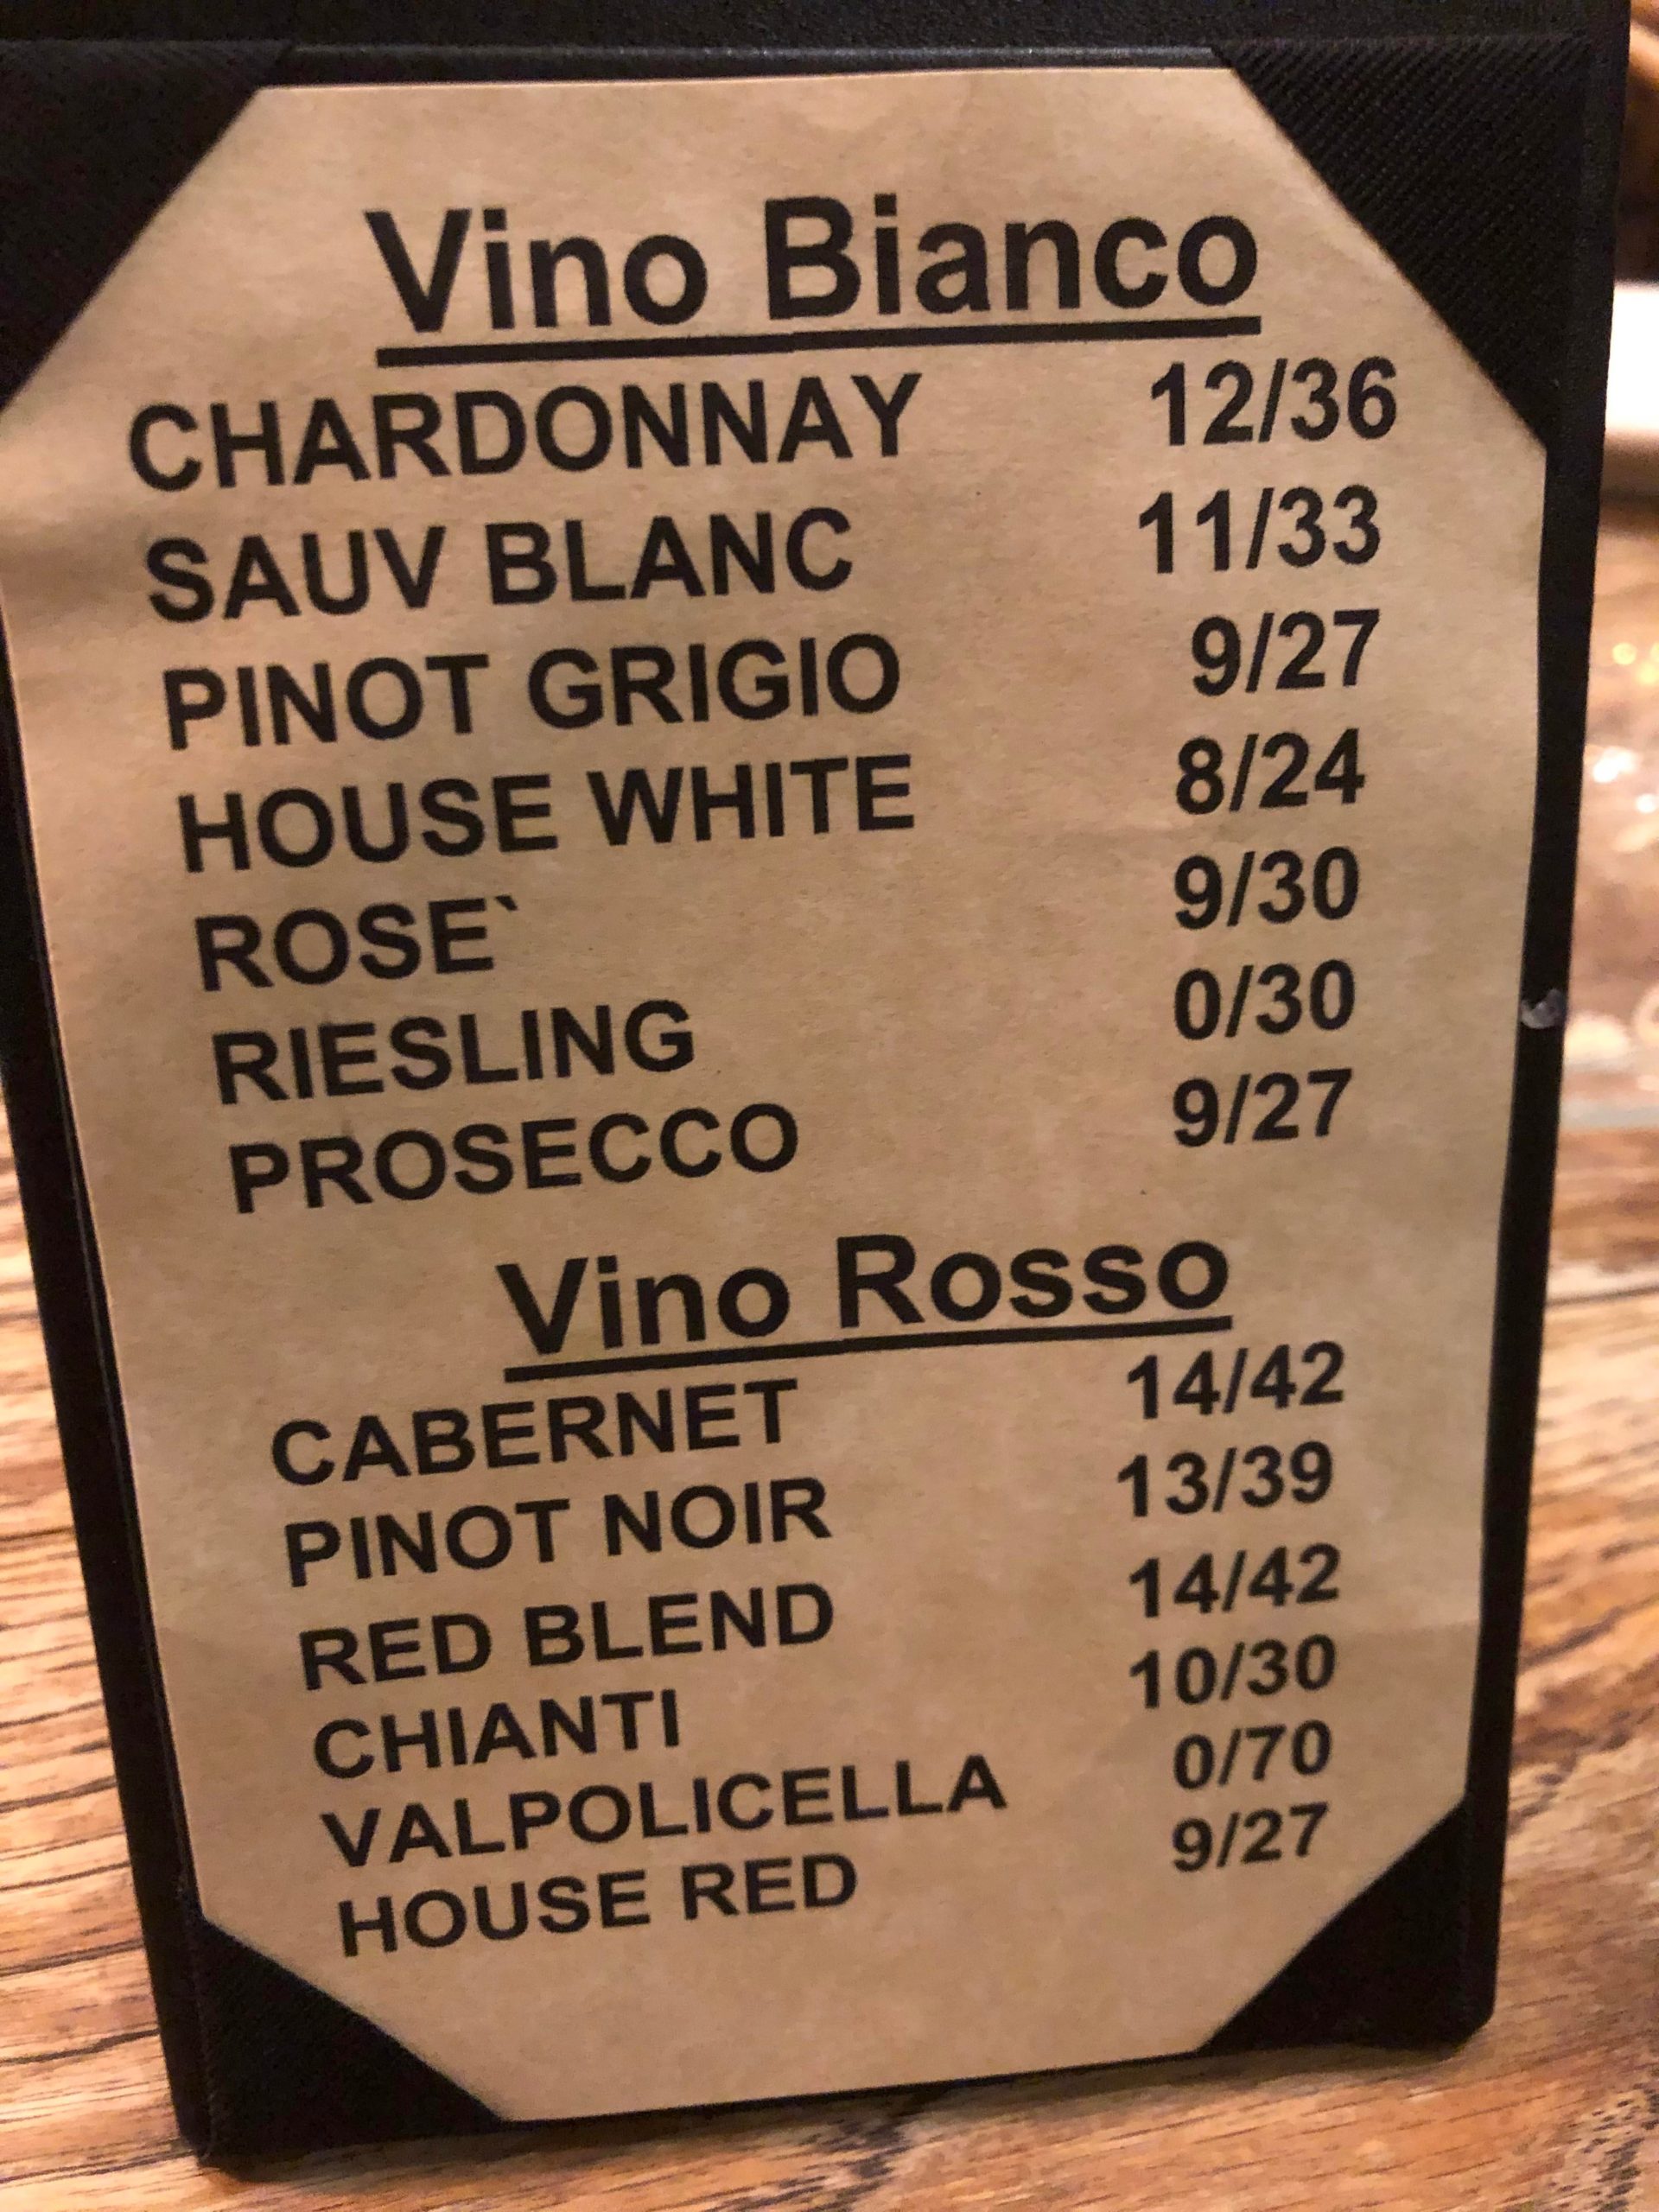 Vino Bianco
CHARDONNAY 12/36
SAUV BLANC 11/33
PINOT GRIGIO 9/27
HOUSE WHITE 8/24
ROSE` 9/30
RIESLING 0/30
PROSECCO 9/27
Vino Rosso
CABERNET 14/42
PINOT NOIR 13/39
RED BLEND 14/42
CHIANTI 10/30
VALPOLICELLA 0/70
HOUSE RED 9/27